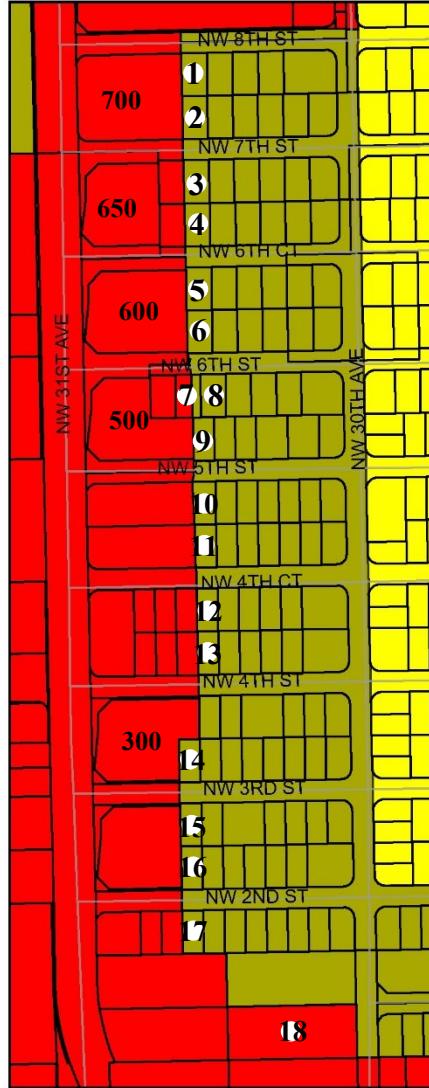 NW 8TH ST
1
700
2
NW 7TH ST
3
650
4
NW 6TH CT
5
600
6
NW 31ST AVE
NW 30TH AVE
NW 6TH ST
7
8
500
9
NW 5TH ST
10
11
NW 4TH CT
12
13
NW 4TH ST
300
14
NW 3RD ST
15
16
NW 2ND ST
17
18